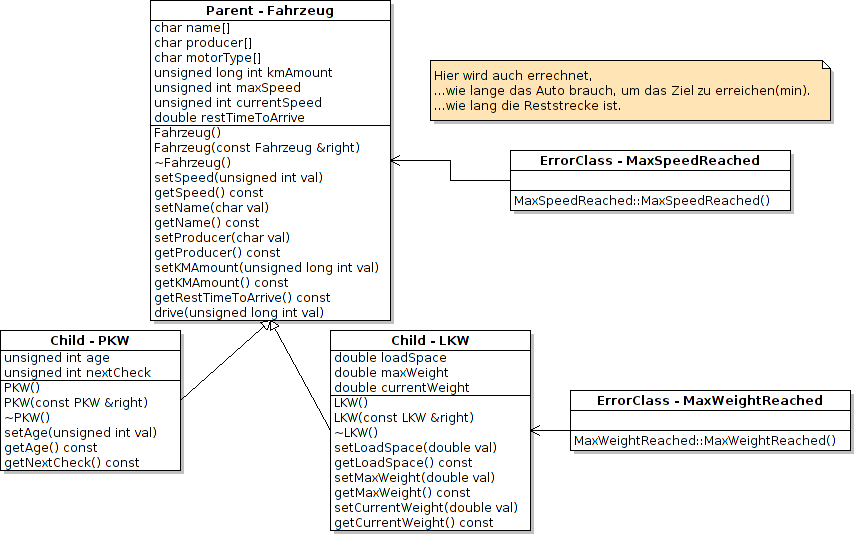 Parent - Fahrzeug
char name[]
char producer[]
char motorType[]
unsigned long int kmAmount
unsigned int maxSpeed
unsigned int currentSpeed
double restTimeToArrive
Fahrzeug()
Fahrzeug(const Fahrzeug &right)
~Fahrzeug()
setSpeed(unsigned int val)
getSpeed() const
setName(char val)
getName() const
setProducer(char val)
getProducer() const
setKMAmount(unsigned long int val)
getKMAmount() const
getRestTimeToArrive() const
drive(unsigned long int val)
Hier wird auch errechnet,
...wie lange das Auto brauch, um das Ziel zu erreichen(min).
...wie lang die Reststrecke ist.
ErrorClass - MaxSpeedReached
MaxSpeedReached::MaxSpeedReached()
Child - PKW
unsigned int age
unsigned int nextCheck
PKW()
PKW(const PKW &right)
~PKW()
setAge(unsigned int val)
getAge() const
getNextCheck() const
Child - LKW
double loadSpace
double maxWeight
double currentWeight
LKW()
LKW(const LKW &right)
~LKW()
setLoadSpace(double val)
getLoadSpace() const
setMaxWeight(double val)
getMaxWeight() const
setCurrentWeight(double val)
getCurrentWeight() const
ErrorClass - MaxWeightReached
MaxWeightReached::MaxWeightReached()